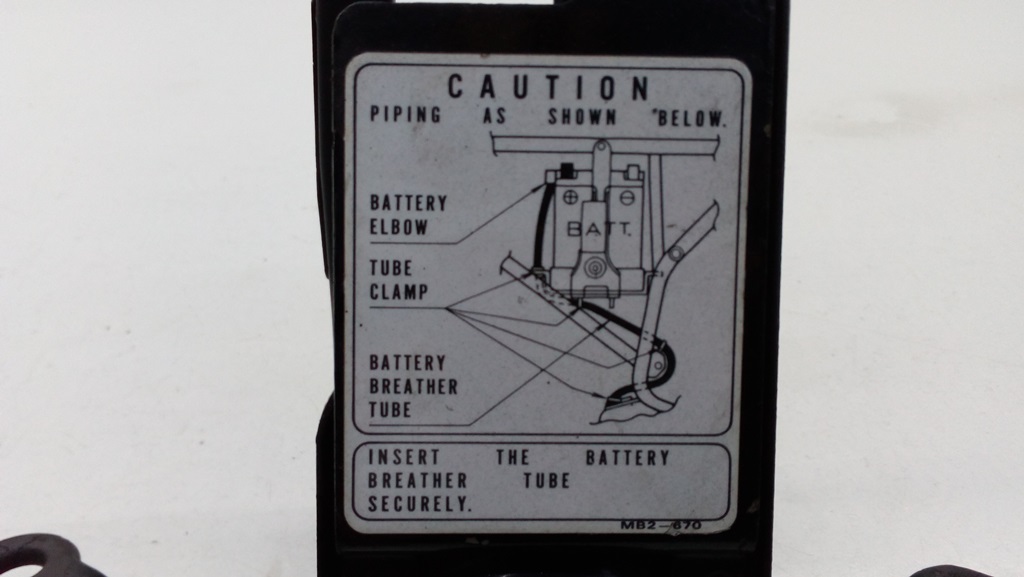 CAUTION
PIPING AS SHOWN BELOW.
BATTERY
ELBOW
BATT.
TUBE
CLAMP
BATTERY
BREATHER
TUBE
INSERT THE BATTERY
BREATHER TUBE
SECURELY.
MB2-670